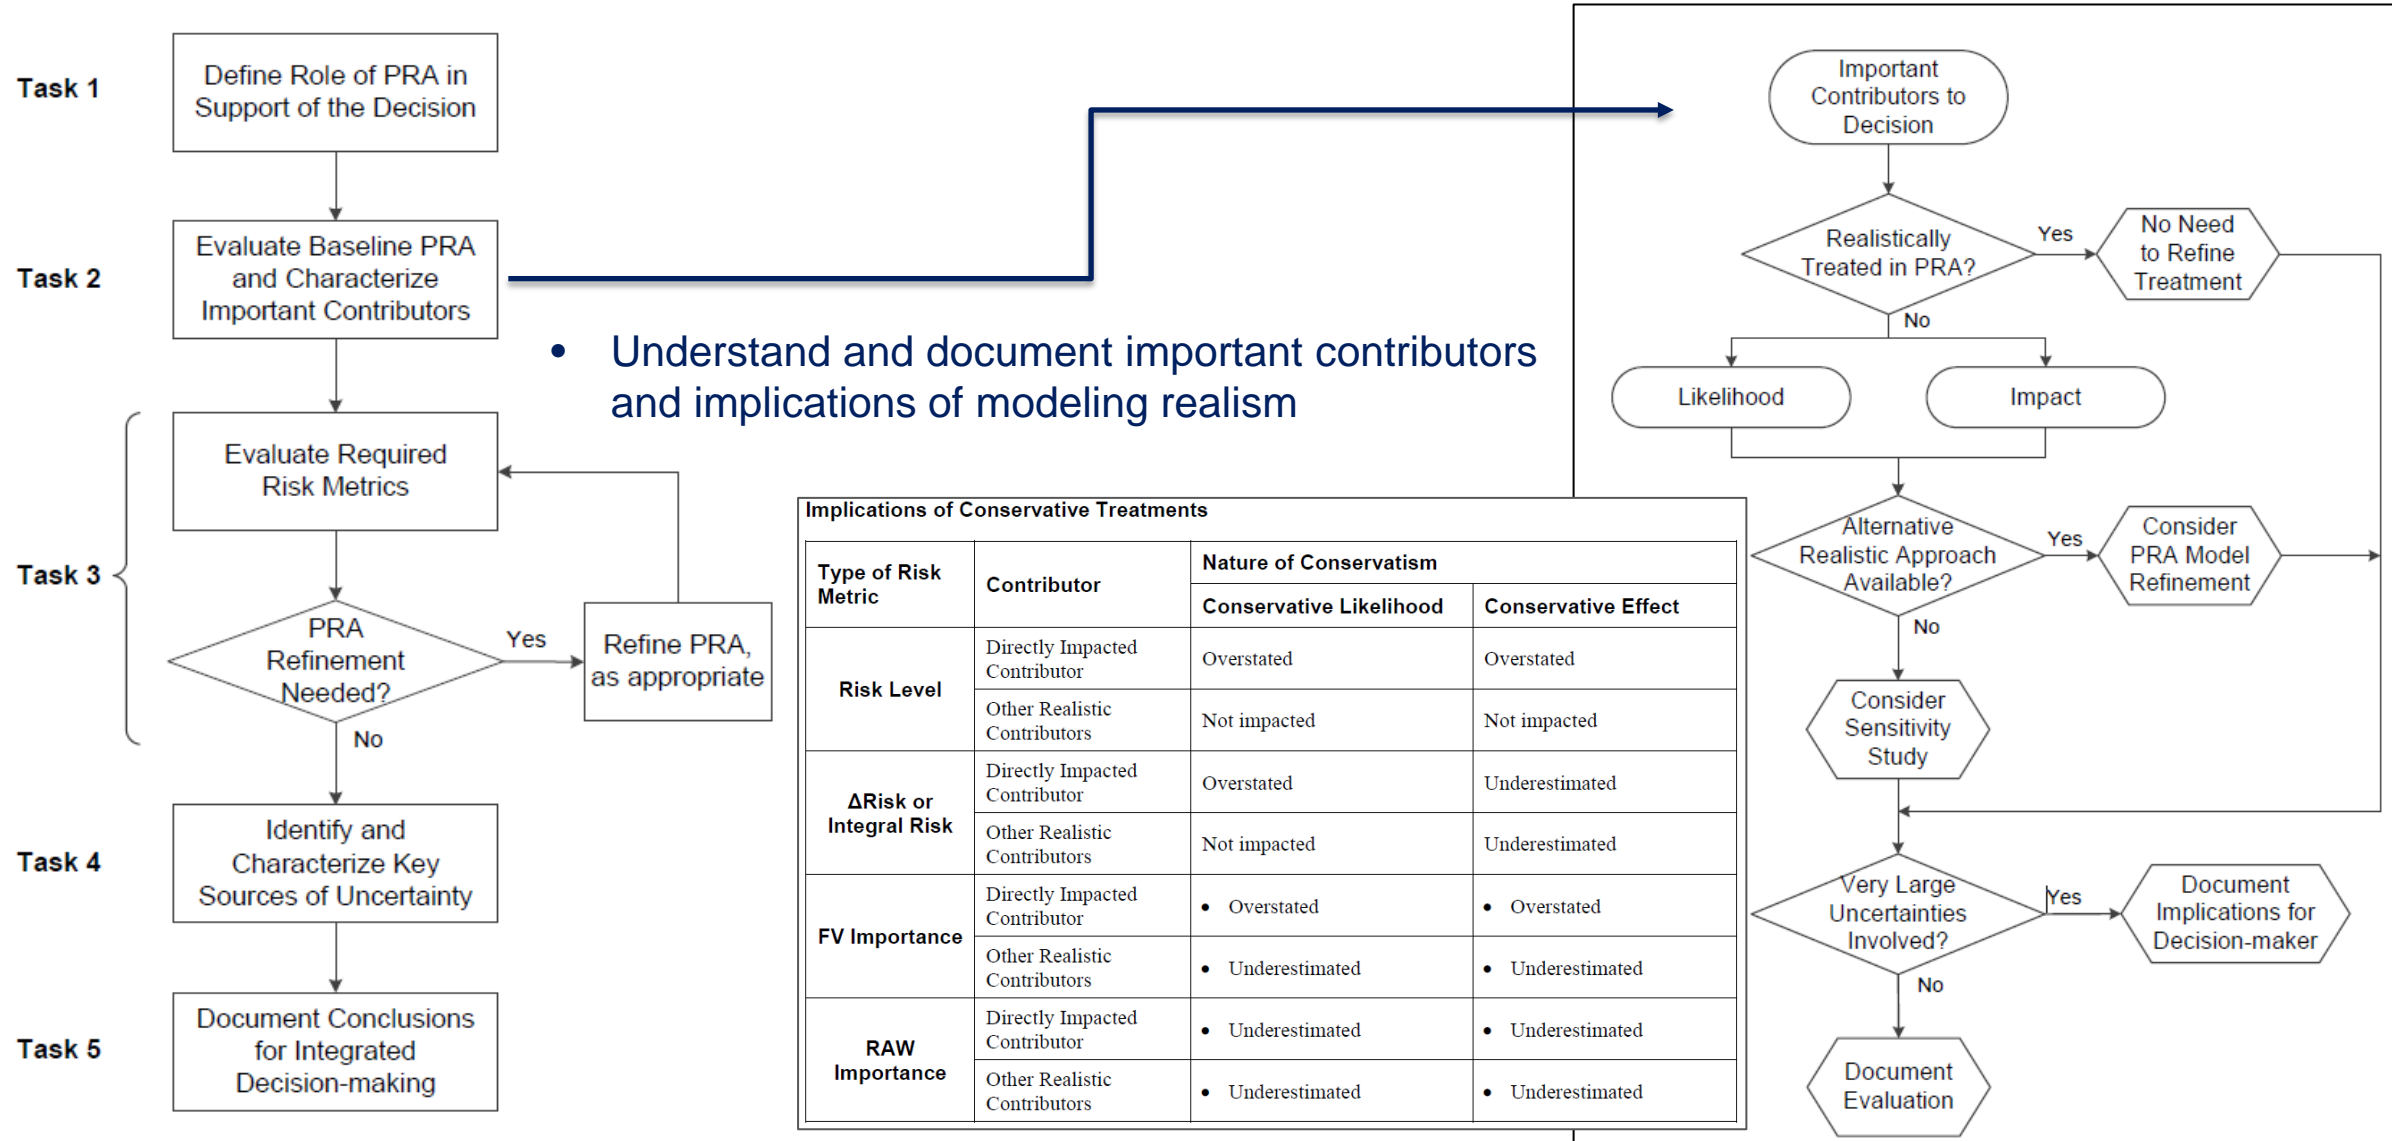 Task 1
Define Role of PRA in
Support of the Decision
Task 2
Evaluate Baseline PRA
and Characterize
Important Contributors
Task 3
Evaluate Required
Risk Metrics
PRA
Refinement
Needed?
Yes
Refine PRA,
as appropriate
No
Task 4
Identify and
Characterize Key
Sources of Uncertainty
Task 5
Document Conclusions
for Integrated
Decision-making
• Understand and document important contributors
and implications of modeling realism
Implications of Conservative Treatments
Type of Risk
Metric
Contributor
Nature of Conservatism
Conservative Likelihood
Conservative Effect
Risk Level
Directly Impacted
Contributor
Overstated
Overstated
Other Realistic
Contributors
Not impacted
Not impacted
ΔRisk or
Integral Risk
Directly Impacted
Contributor
Overstated
Underestimated
Other Realistic
Contributors
Not impacted
Underestimated
FV Importance
Directly Impacted
Contributor
• Overstated
• Overstated
Other Realistic
Contributors
• Underestimated
• Underestimated
RAW
Importance
Directly Impacted
Contributor
• Underestimated
• Underestimated
Other Realistic
Contributors
• Underestimated
• Underestimated
Important
Contributors to
Decision
Realistically
Treated in PRA?
Yes
No Need
to Refine
Treatment
No
Likelihood
Impact
Alternative
Realistic Approach
Available?
Yes
Consider
PRA Model
Refinement
No
Consider
Sensitivity
Study
Very Large
Uncertainties
Involved?
Yes
Document
Implications for
Decision-maker
No
Document
Evaluation